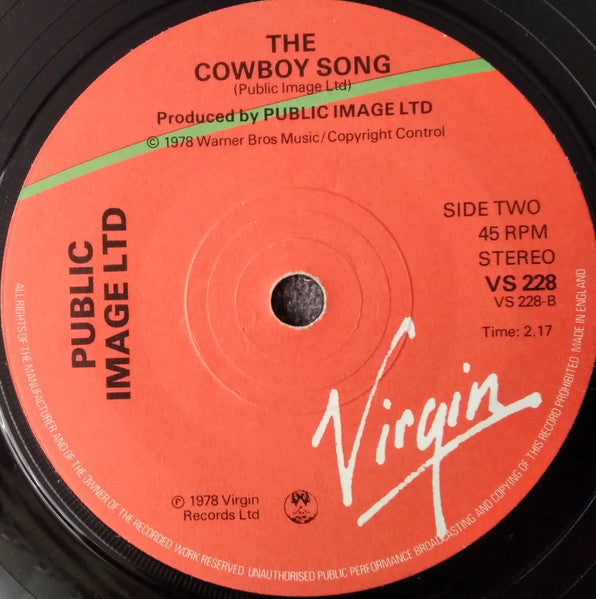 THE
COWBOY SONG
(Public Image Ltd)
Produced by PUBLIC IMAGE LTD
© 1978 Warner Bros Music/Copyright Control
PUBLIC
IMAGE LTD
SIDE TWO
45 RPM
STEREO
VS 228
VS 228-B
Time: 2.17
Virgin
℗ 1978 Virgin
Records Ltd
ALL RIGHTS OF THE MANUFACTURER AND OF THE OWNER OF THE RECORDED WORK RESERVED UNAUTHORISED PUBLIC PERFORMANCE BROADCASTING AND COPYING OF THIS RECORD PROHIBITED MADE IN ENGLAND